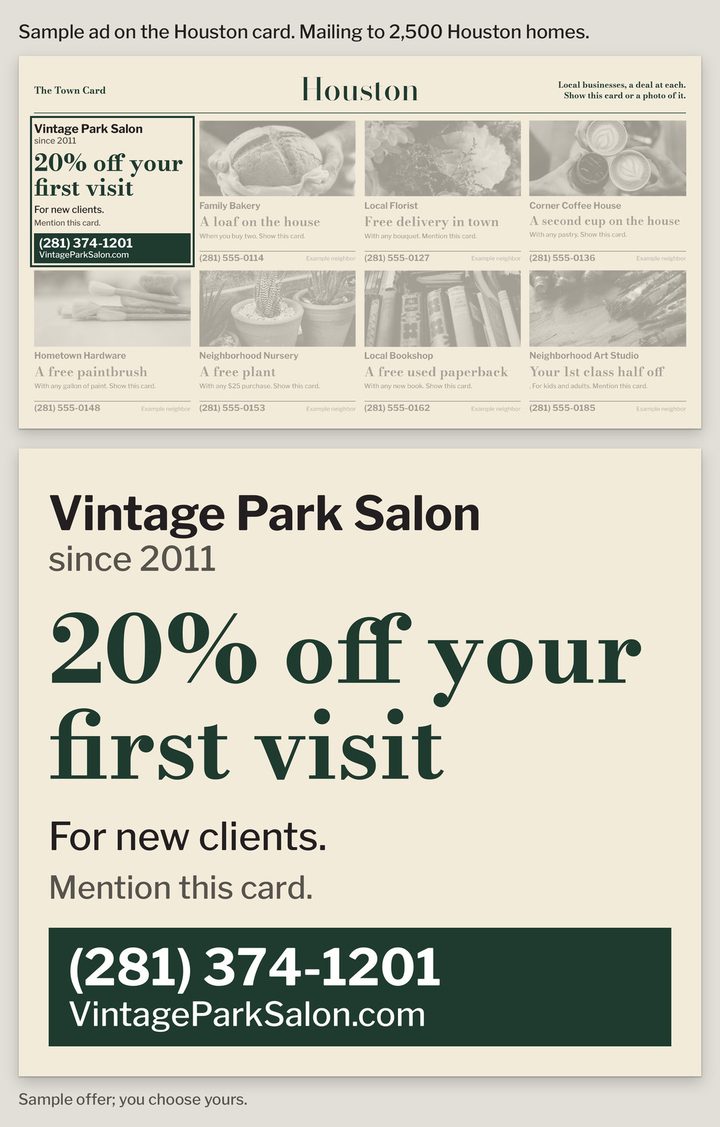 Sample ad on the Houston card. Mailing to 2,500 Houston homes.
The Town Card
Houston
Local businesses, a deal at each.
Show this card or a photo of it.
Vintage Park Salon
since 2011
20% off your
first visit
For new clients.
Mention this card.
(281) 374-1201
VintageParkSalon.com
Family Bakery
A loaf on the house
When you buy two. Show this card.
(281) 555-0114
Example neighbor
Local Florist
Free delivery in town
With any bouquet. Mention this card.
(281) 555-0127
Example neighbor
Corner Coffee House
A second cup on the house
With any pastry. Show this card.
(281) 555-0136
Example neighbor
Hometown Hardware
A free paintbrush
With any gallon of paint. Show this card.
(281) 555-0148
Example neighbor
Neighborhood Nursery
A free plant
With any $25 purchase. Show this card.
(281) 555-0153
Example neighbor
Local Bookshop
A free used paperback
With any new book. Show this card.
(281) 555-0162
Example neighbor
Neighborhood Art Studio
Your 1st class half off
For kids and adults. Mention this card.
(281) 555-0185
Example neighbor
Vintage Park Salon
since 2011
20% off your
first visit
For new clients.
Mention this card.
(281) 374-1201
VintageParkSalon.com
Sample offer; you choose yours.